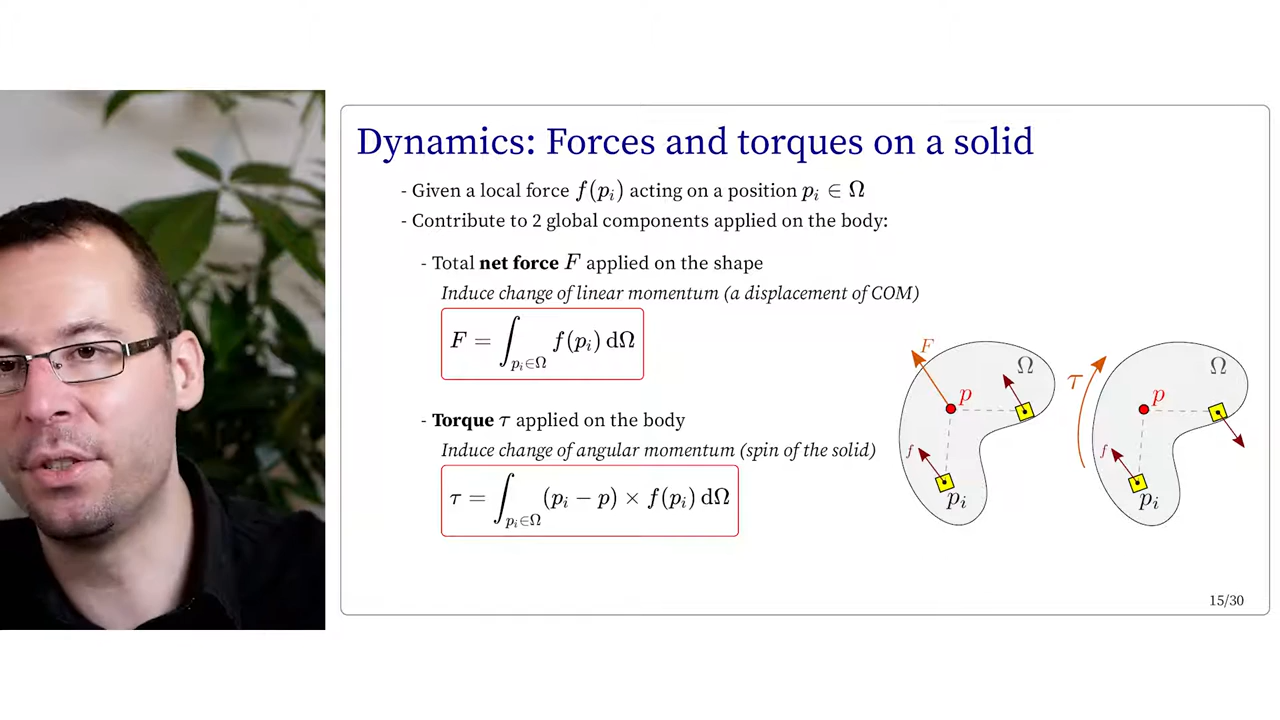 Dynamics: Forces and torques on a solid
- Given a local force f(pᵢ) acting on a position pᵢ ∈ Ω
- Contribute to 2 global components applied on the body:
- Total net force F applied on the shape
Induce change of linear momentum (a displacement of COM)
F = ∫_{pᵢ∈Ω} f(pᵢ) dΩ
- Torque τ applied on the body
Induce change of angular momentum (spin of the solid)
τ = ∫_{pᵢ∈Ω} (pᵢ − p) × f(pᵢ) dΩ
F
Ω
p
f
pᵢ
τ
Ω
p
f
pᵢ
15/30